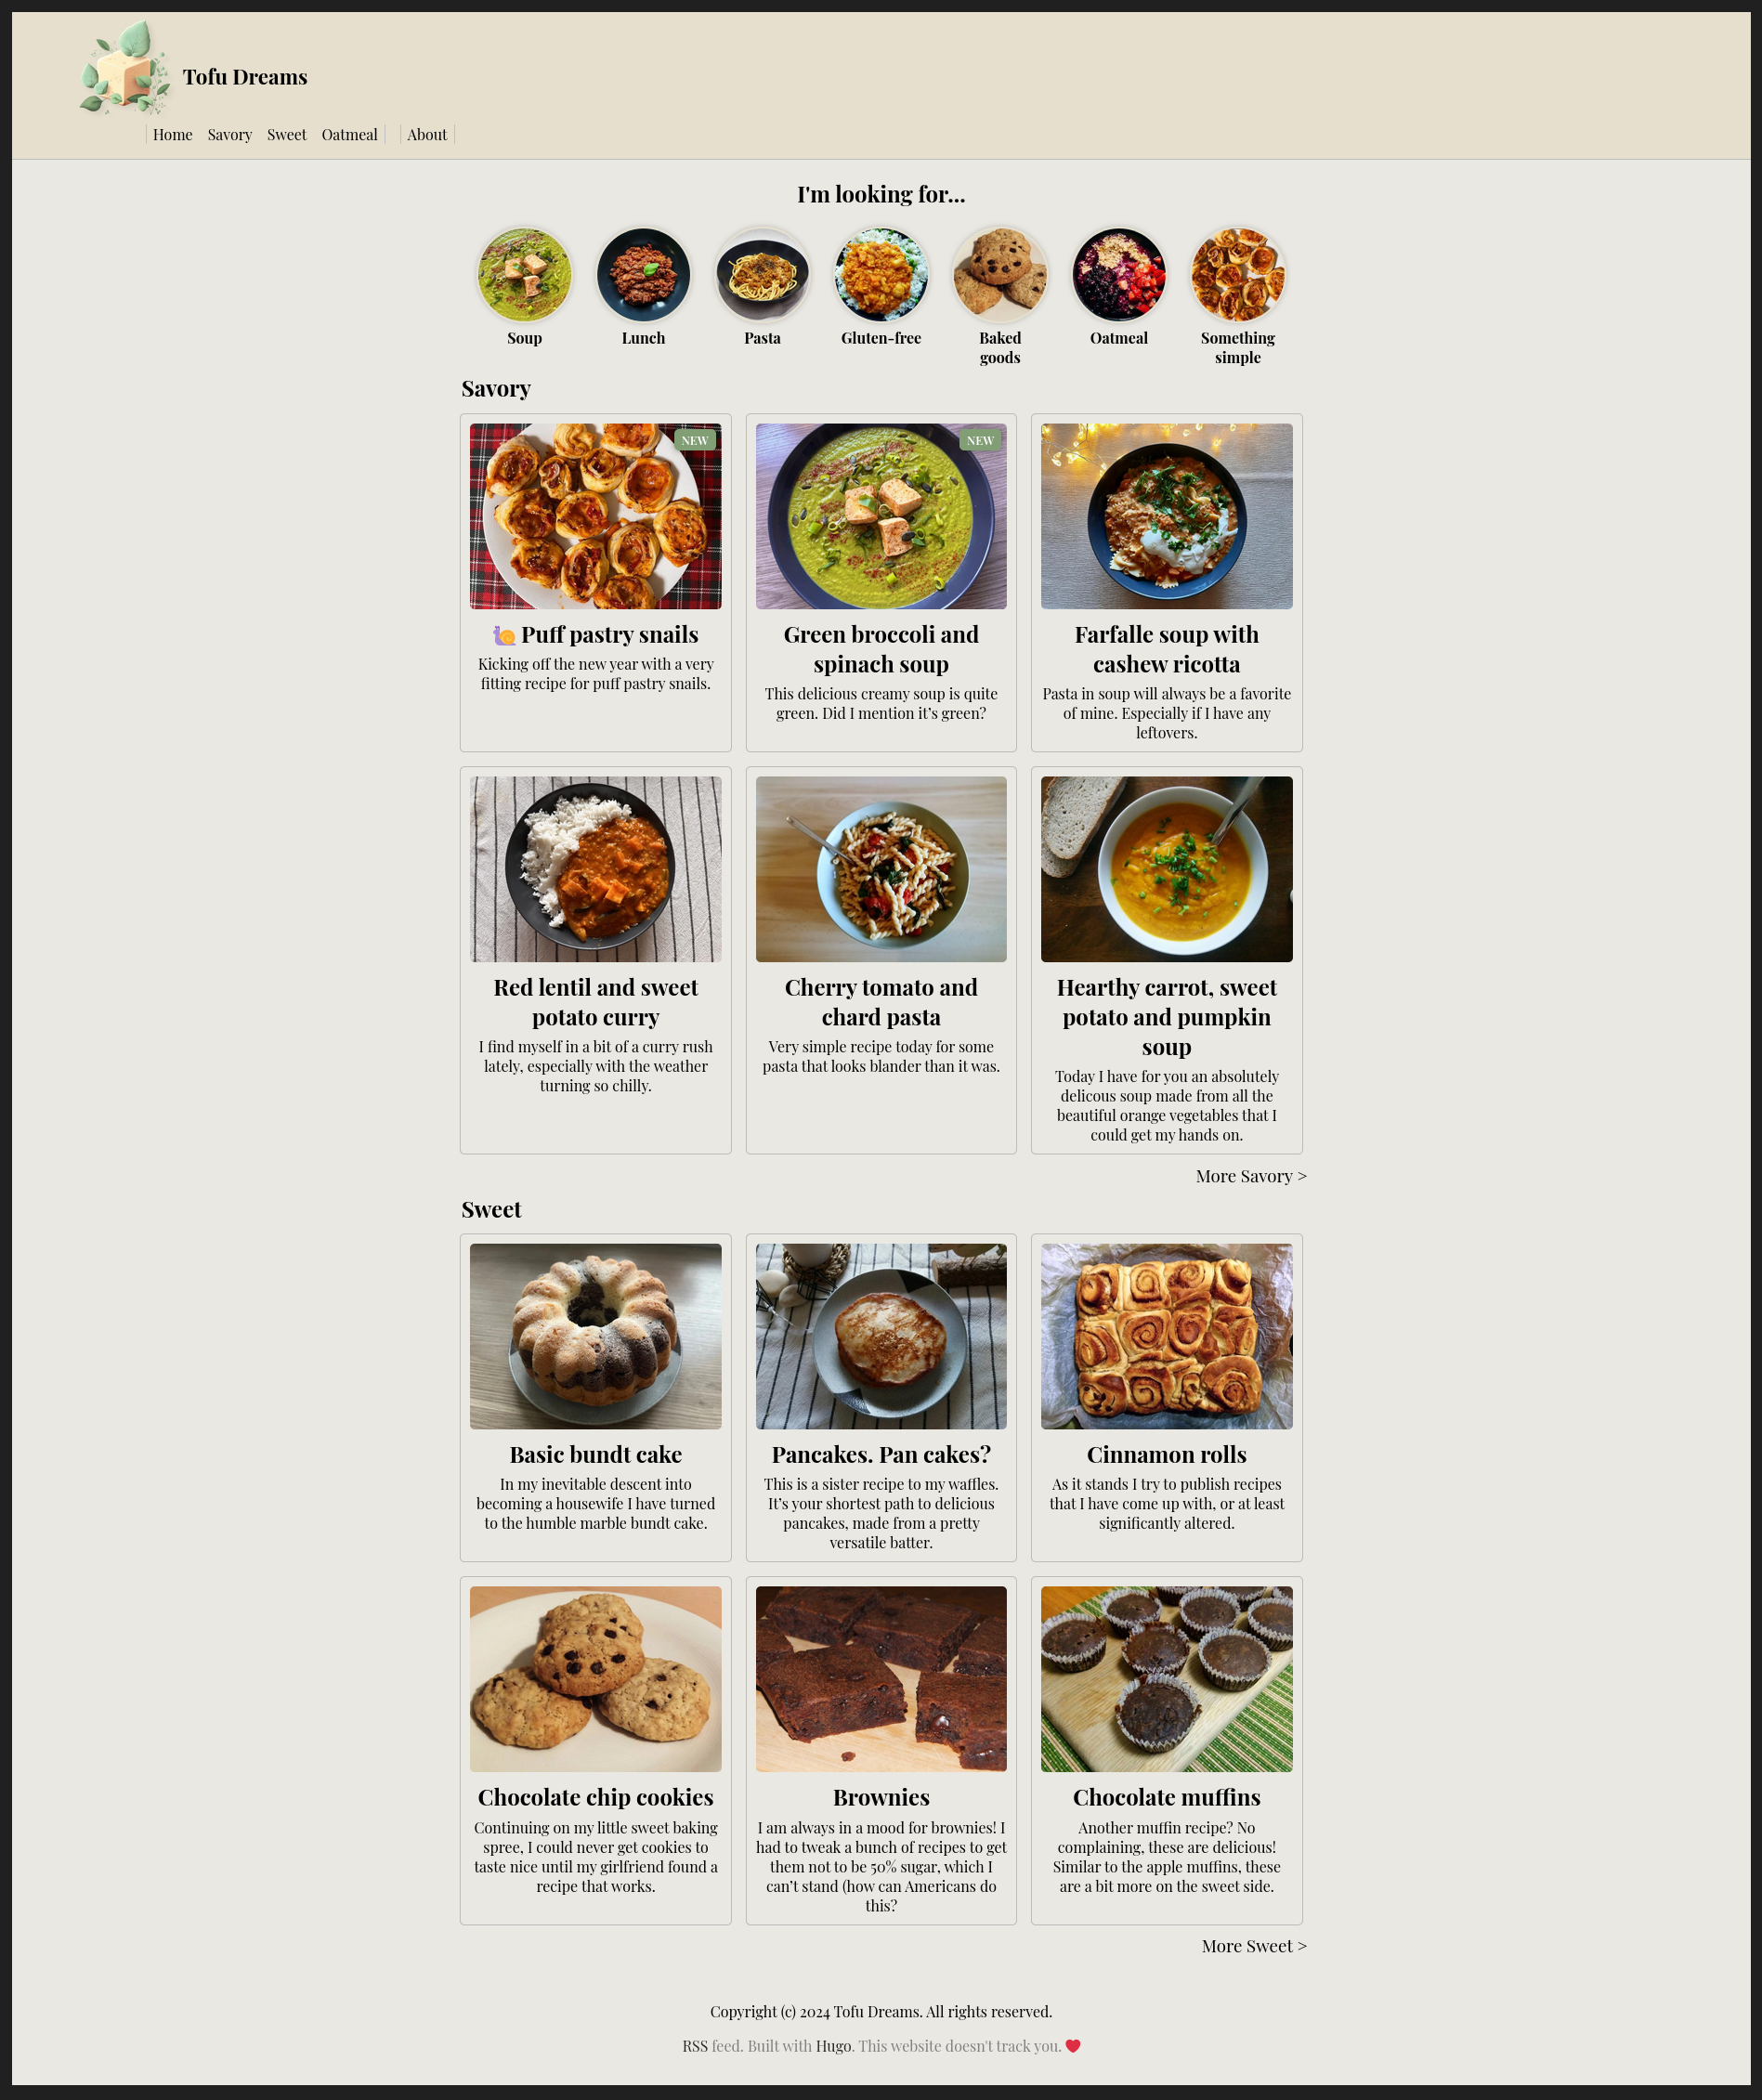 Tofu Dreams
Home Savory Sweet Oatmeal About
I'm looking for...
Soup
Lunch
Pasta
Gluten-free
Baked
goods
Oatmeal
Something
simple
Savory
NEW
🐌 Puff pastry snails
Kicking off the new year with a very
fitting recipe for puff pastry snails.
NEW
Green broccoli and
spinach soup
This delicious creamy soup is quite
green. Did I mention it’s green?
Farfalle soup with
cashew ricotta
Pasta in soup will always be a favorite
of mine. Especially if I have any
leftovers.
Red lentil and sweet
potato curry
I find myself in a bit of a curry rush
lately, especially with the weather
turning so chilly.
Cherry tomato and
chard pasta
Very simple recipe today for some
pasta that looks blander than it was.
Hearthy carrot, sweet
potato and pumpkin
soup
Today I have for you an absolutely
delicous soup made from all the
beautiful orange vegetables that I
could get my hands on.
More Savory >
Sweet
Basic bundt cake
In my inevitable descent into
becoming a housewife I have turned
to the humble marble bundt cake.
Pancakes. Pan cakes?
This is a sister recipe to my waffles.
It’s your shortest path to delicious
pancakes, made from a pretty
versatile batter.
Cinnamon rolls
As it stands I try to publish recipes
that I have come up with, or at least
significantly altered.
Chocolate chip cookies
Continuing on my little sweet baking
spree, I could never get cookies to
taste nice until my girlfriend found a
recipe that works.
Brownies
I am always in a mood for brownies! I
had to tweak a bunch of recipes to get
them not to be 50% sugar, which I
can’t stand (how can Americans do
this?
Chocolate muffins
Another muffin recipe? No
complaining, these are delicious!
Similar to the apple muffins, these
are a bit more on the sweet side.
More Sweet >
Copyright (c) 2024 Tofu Dreams. All rights reserved.
RSS feed. Built with Hugo. This website doesn't track you. ❤️